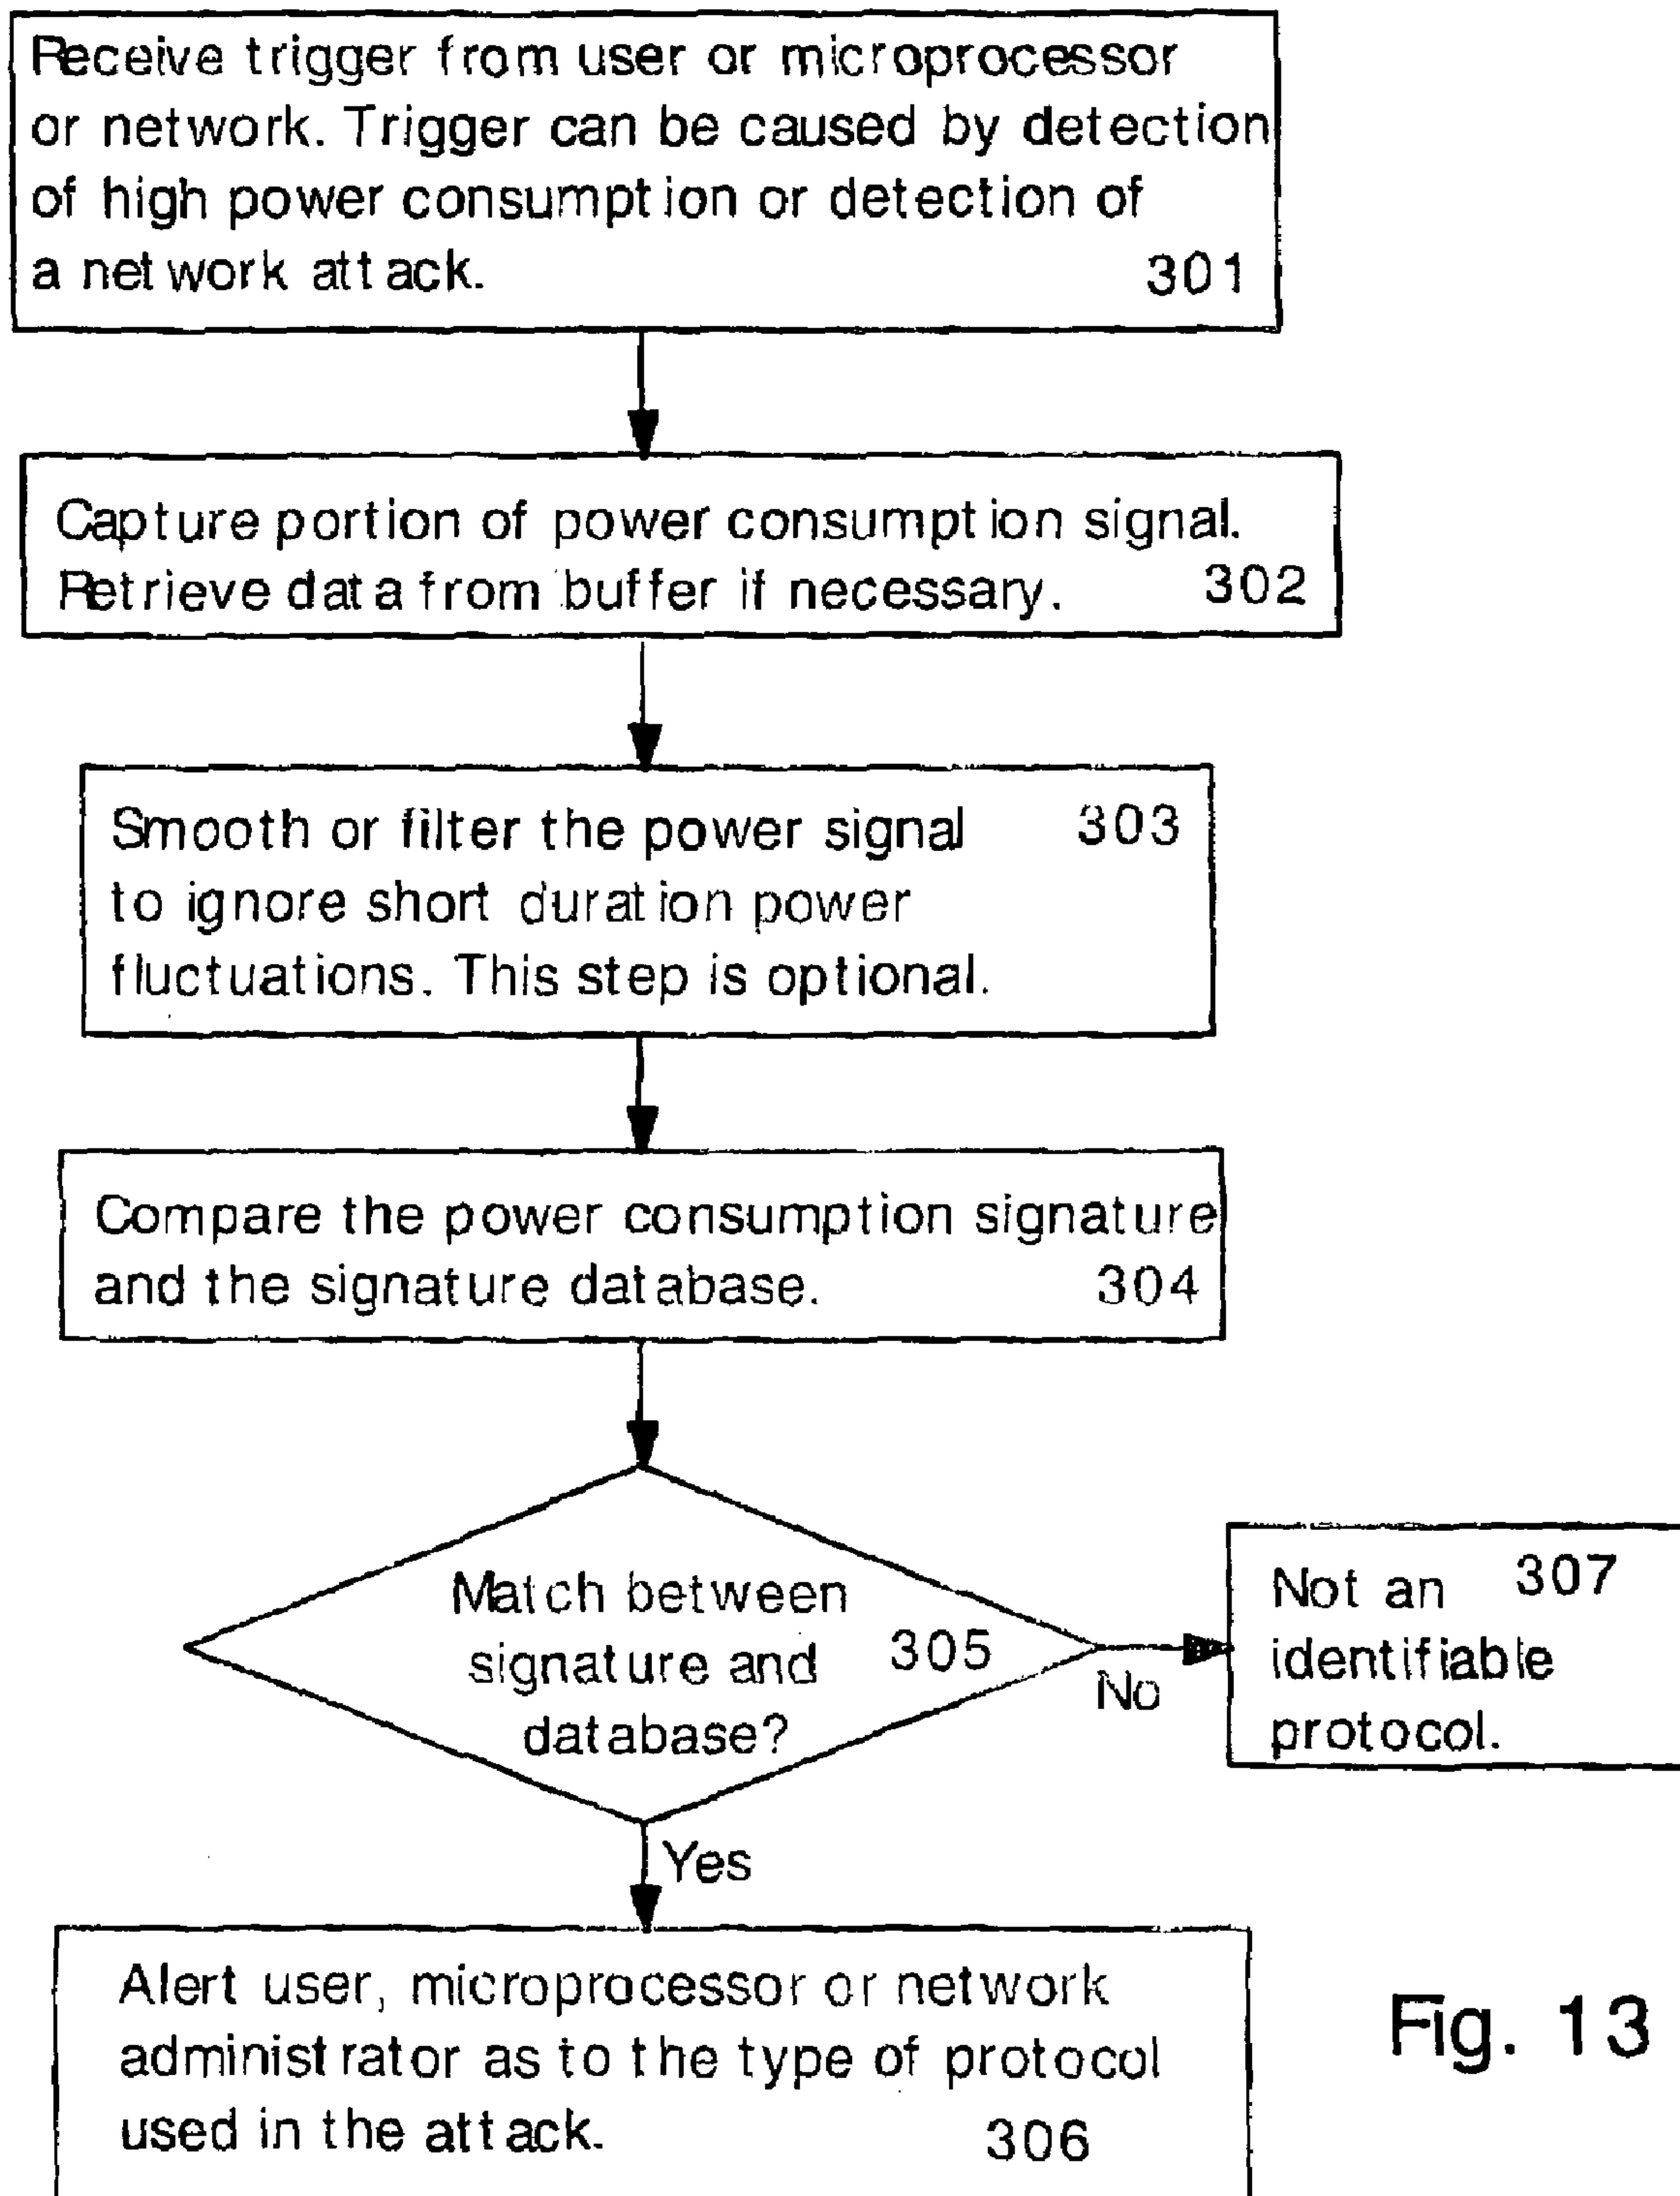 Receive trigger from user or microprocessor
or network. Trigger can be caused by detection
of high power consumption or detection of
a network attack. 301
Capture portion of power consumption signal.
Retrieve data from buffer if necessary. 302
Smooth or filter the power signal 303
to ignore short duration power
fluctuations. This step is optional.
Compare the power consumption signature
and the signature database. 304
Match between
signature and 305
database?
No
Not an 307
identifiable
protocol.
Yes
Alert user, microprocessor or network
administrator as to the type of protocol
used in the attack. 306
Fig. 13